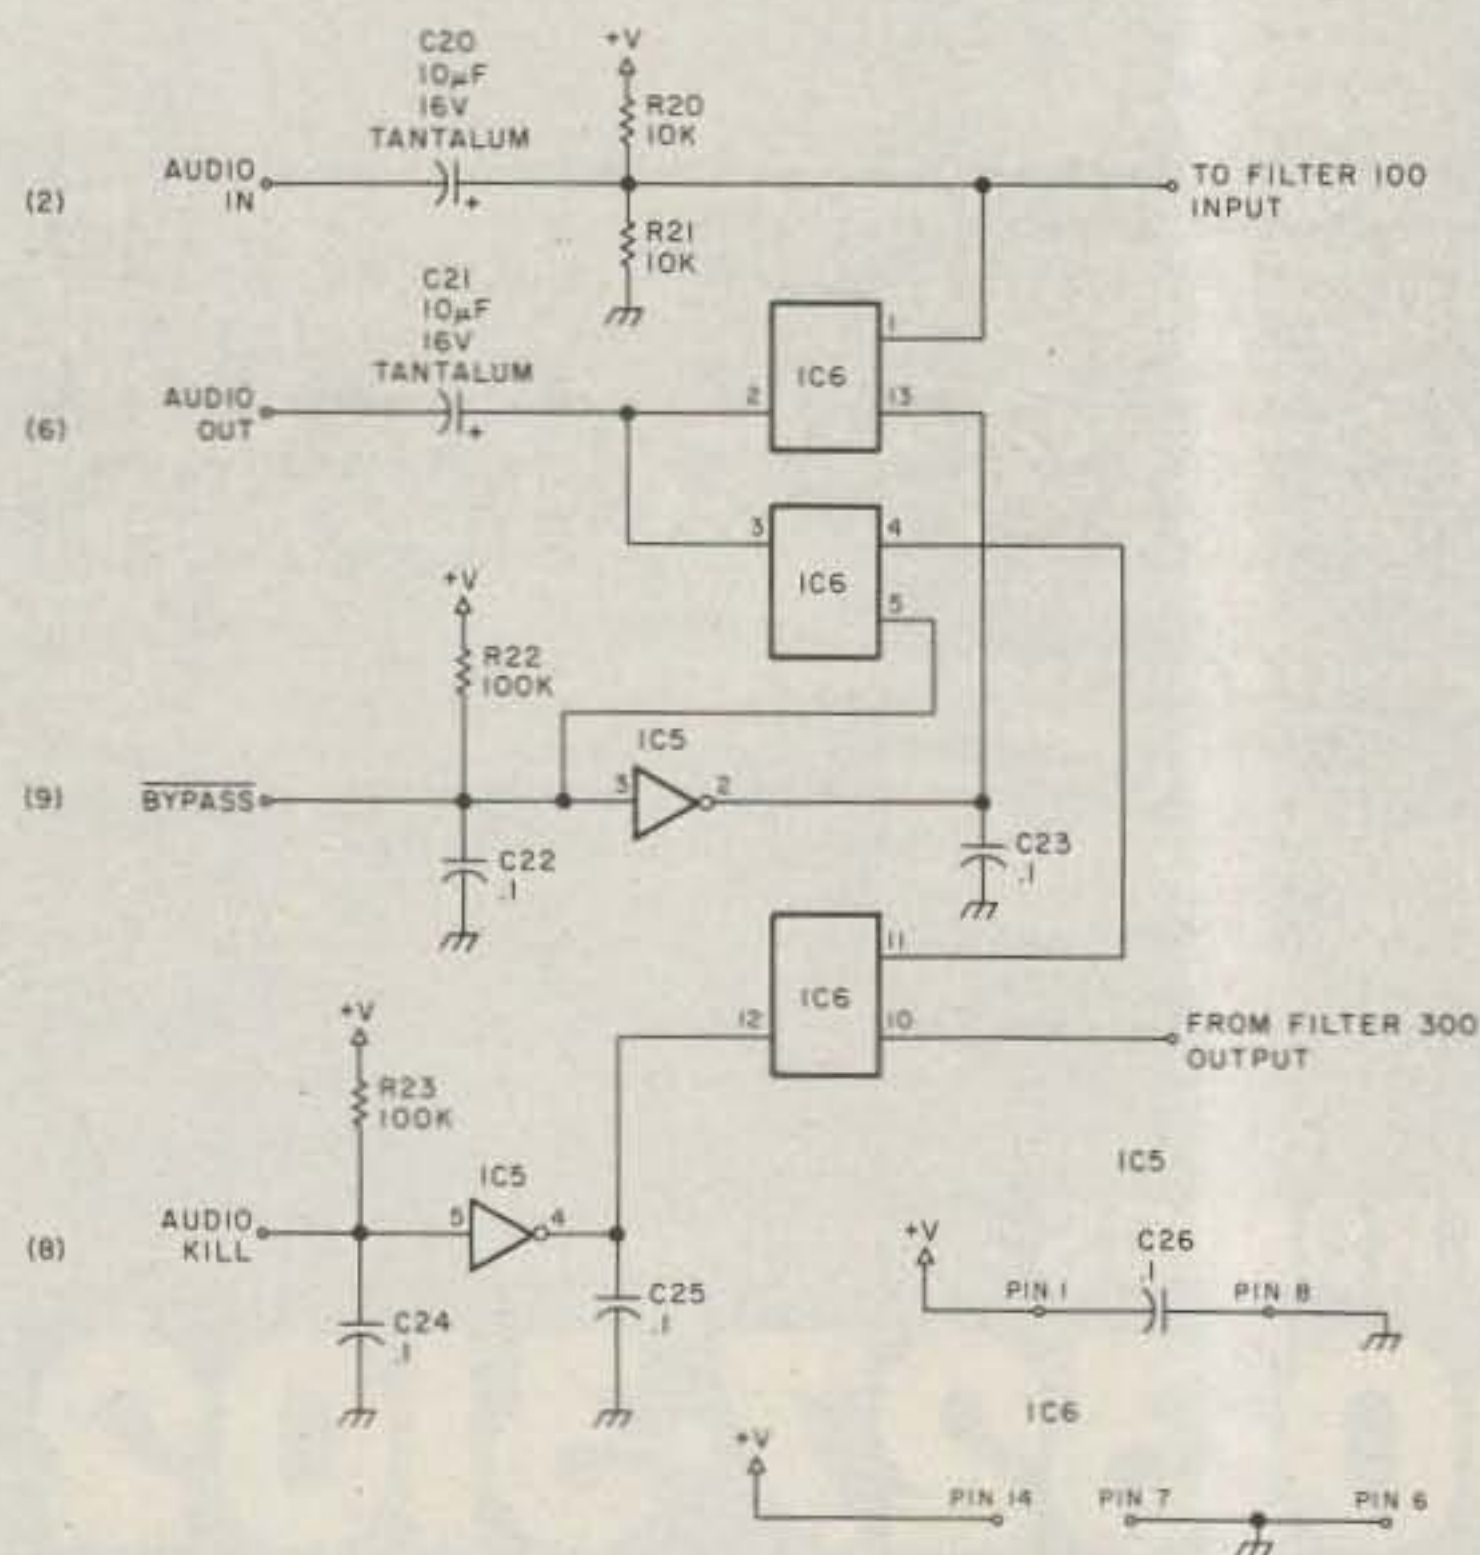 C20
10µF
16V
TANTALUM
+V
R20
10K
AUDIO
IN
(2)
TO FILTER 100
INPUT
R21
10K
C21
10µF
16V
TANTALUM
1
IC6
AUDIO
OUT
(6)
2
13
3
4
IC6
5
+V
R22
100K
IC5
(9)
BYPASS
3
2
C22
.1
C23
.1
11
IC6
12
10
FROM FILTER 300
OUTPUT
+V
R23
100K
IC5
AUDIO
KILL
(8)
5
4
C24
.1
C25
.1
IC5
+V
C26
.1
PIN 1
PIN 8
IC6
+V
PIN 14
PIN 7
PIN 6